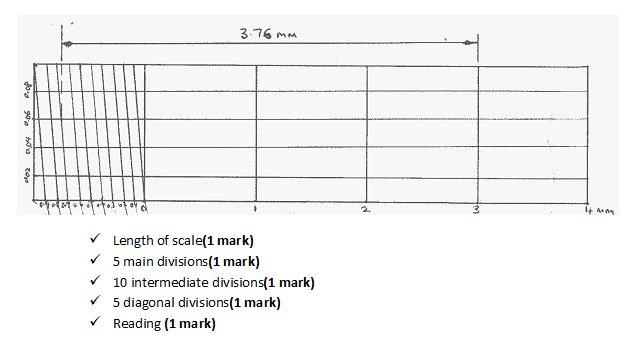 3.76 mm
0.08
0.06
0.04
0.02
0 1 2 3 4 mm
✓ Length of scale(1 mark)
✓ 5 main divisions(1 mark)
✓ 10 intermediate divisions(1 mark)
✓ 5 diagonal divisions(1 mark)
✓ Reading (1 mark)